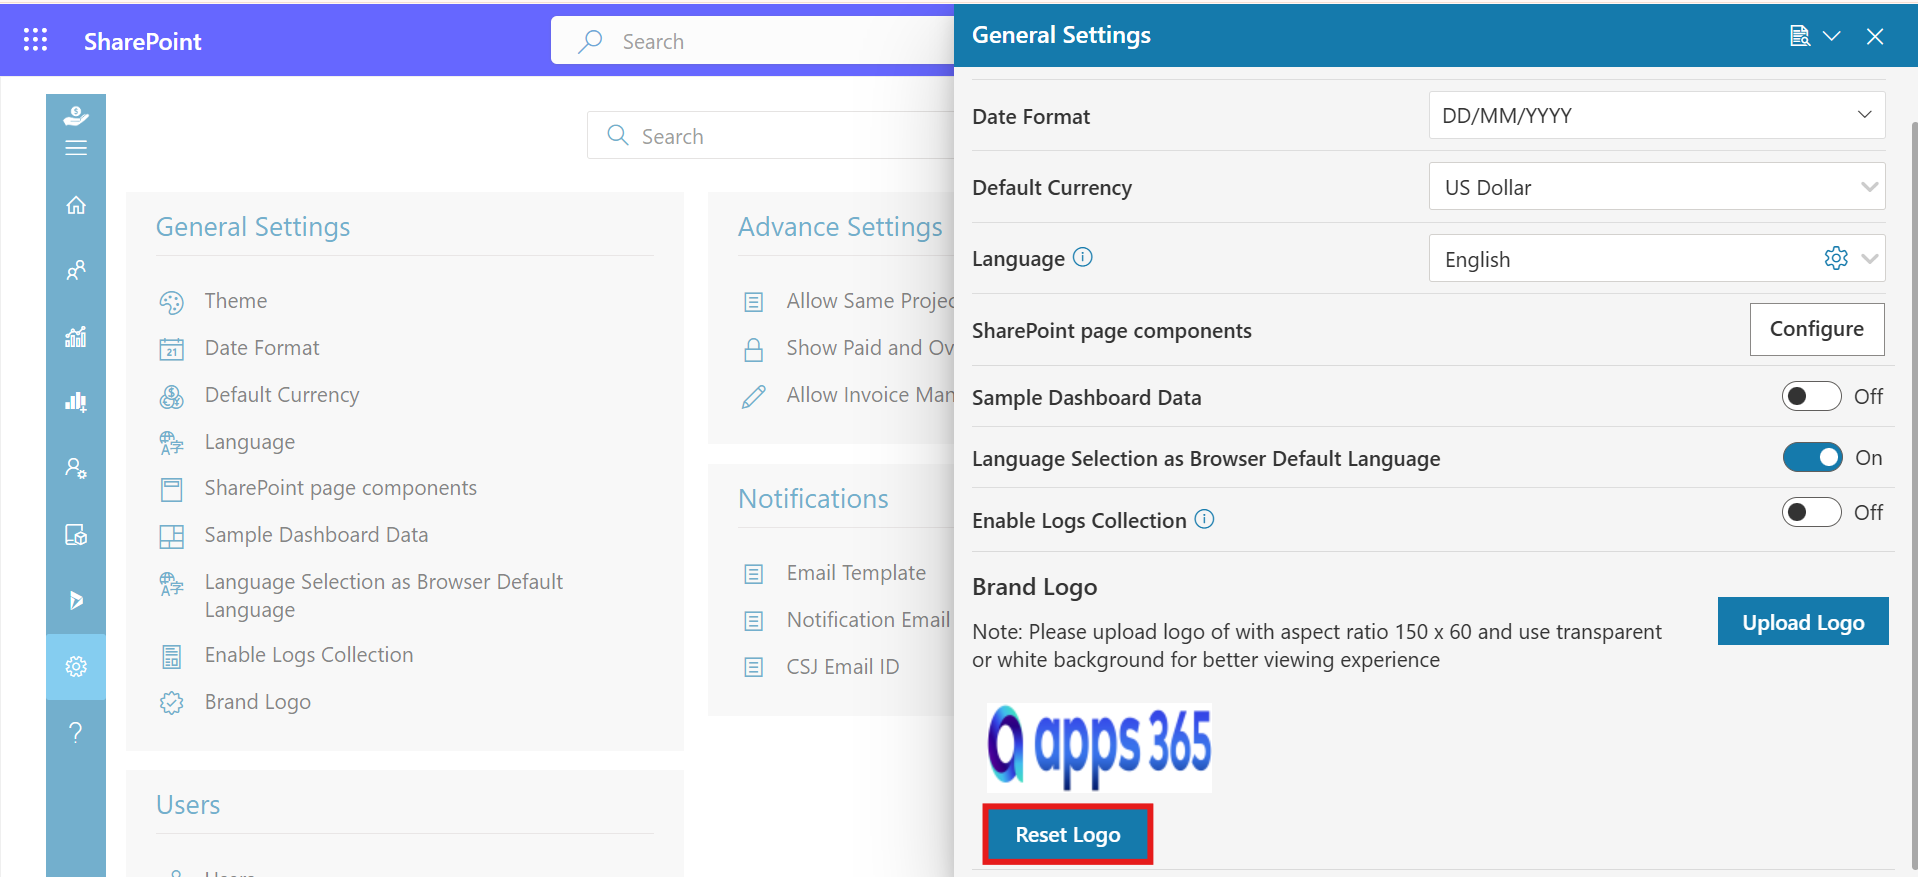 SharePoint
Search
Search
General Settings
Theme
21
Date Format
Default Currency
Language
SharePoint page components
Sample Dashboard Data
Language Selection as Browser Default
Language
Enable Logs Collection
Brand Logo
Users
Advance Settings
Allow Same Projec
Show Paid and Ov
Allow Invoice Man
Notifications
Email Template
Notification Email
CSJ Email ID
General Settings
Date Format
DD/MM/YYYY
Default Currency
US Dollar
Language
English
SharePoint page components
Configure
Sample Dashboard Data
Off
Language Selection as Browser Default Language
On
Enable Logs Collection
Off
Brand Logo
Note: Please upload logo of with aspect ratio 150 x 60 and use transparent
or white background for better viewing experience
Upload Logo
apps 365
Reset Logo